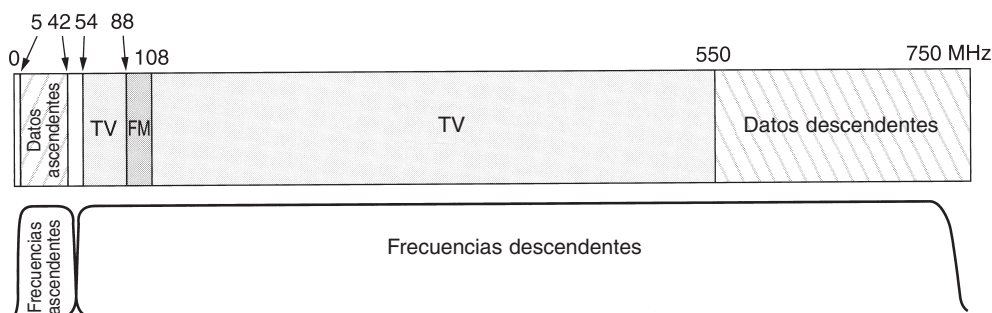 5 42 54 88
0 108 550 750 MHz
Datos
ascendentes
TV FM TV Datos descendentes
Frecuencias
ascendentes
Frecuencias descendentes